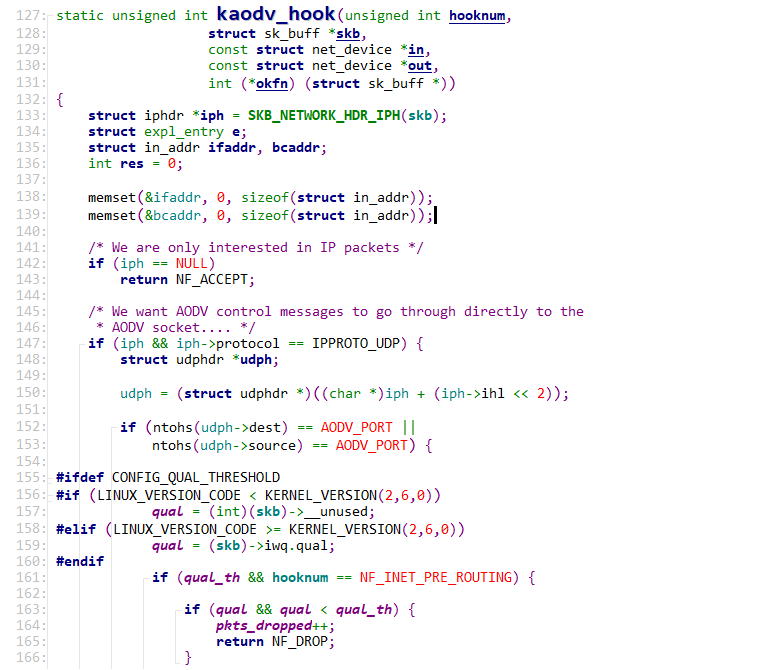 127: static unsigned int kaodv_hook(unsigned int hooknum,
128:                    struct sk_buff *skb,
129:                    const struct net_device *in,
130:                    const struct net_device *out,
131:                    int (*okfn) (struct sk_buff *))
132: {
133:     struct iphdr *iph = SKB_NETWORK_HDR_IPH(skb);
134:     struct expl_entry e;
135:     struct in_addr ifaddr, bcaddr;
136:     int res = 0;
137:
138:     memset(&ifaddr, 0, sizeof(struct in_addr));
139:     memset(&bcaddr, 0, sizeof(struct in_addr));
140:
141:     /* We are only interested in IP packets */
142:     if (iph == NULL)
143:         return NF_ACCEPT;
144:
145:     /* We want AODV control messages to go through directly to the
146:      * AODV socket.... */
147:     if (iph && iph->protocol == IPPROTO_UDP) {
148:         struct udphdr *udph;
149:
150:         udph = (struct udphdr *)((char *)iph + (iph->ihl << 2));
151:
152:         if (ntohs(udph->dest) == AODV_PORT ||
153:             ntohs(udph->source) == AODV_PORT) {
154:
155: #ifdef CONFIG_QUAL_THRESHOLD
156: #if (LINUX_VERSION_CODE < KERNEL_VERSION(2,6,0))
157:             qual = (int)(skb)->__unused;
158: #elif (LINUX_VERSION_CODE >= KERNEL_VERSION(2,6,0))
159:             qual = (skb)->iwq.qual;
160: #endif
161:             if (qual_th && hooknum == NF_INET_PRE_ROUTING) {
162:
163:                 if (qual && qual < qual_th) {
164:                     pkts_dropped++;
165:                     return NF_DROP;
166:                 }